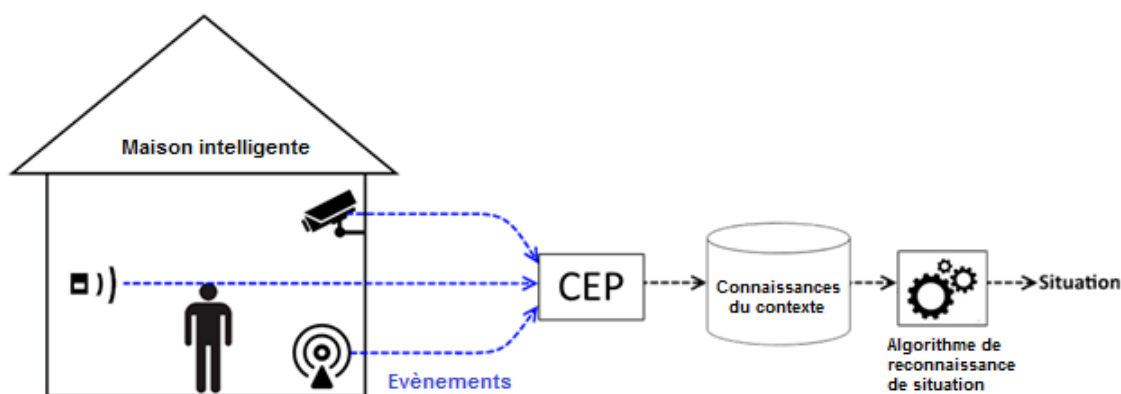 Maison intelligente
CEP
Connaissances
du contexte
Situation
Algorithme de
reconnaissance
de situation
Evènements